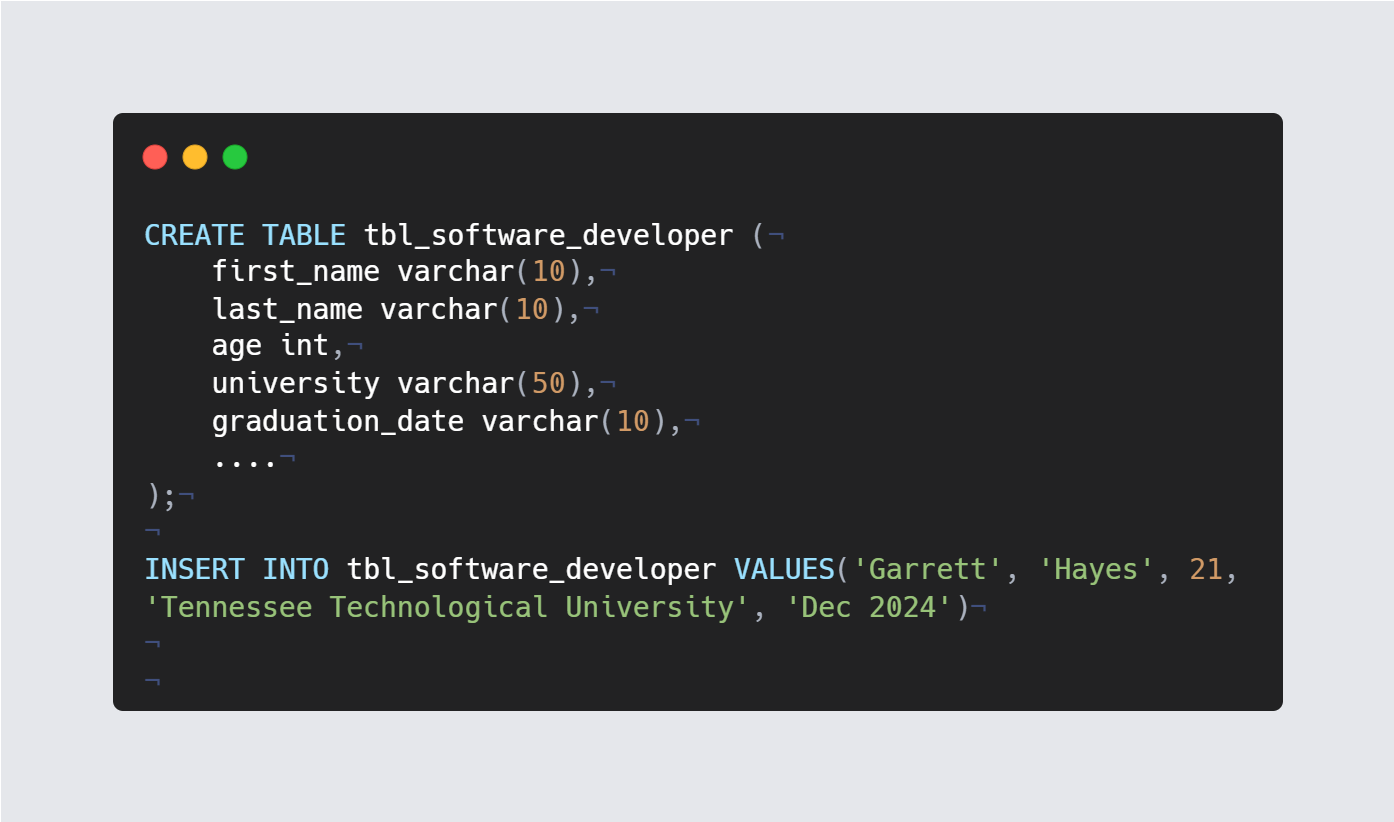 CREATE TABLE tbl_software_developer (¬
    first_name varchar(10),¬
    last_name varchar(10),¬
    age int,¬
    university varchar(50),¬
    graduation_date varchar(10),¬
    ....¬
);¬
¬
INSERT INTO tbl_software_developer VALUES('Garrett', 'Hayes', 21,
'Tennessee Technological University', 'Dec 2024')¬
¬
¬